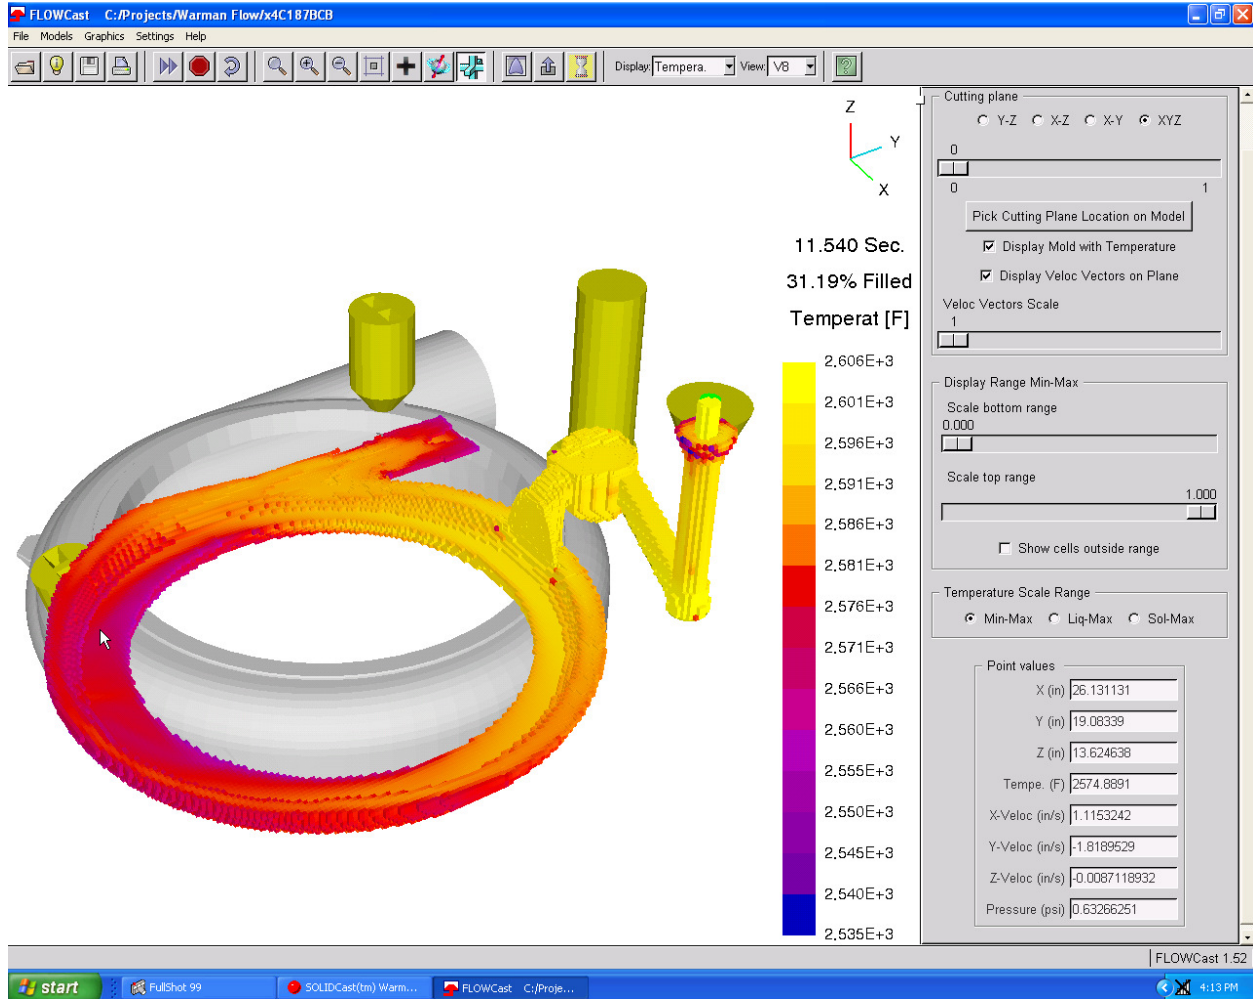 FLOWCast C:/Projects/Warman Flow/x4C187BCB
File Models Graphics Settings Help
Display: Tempera. View: V8
Z
Y
X
11.540 Sec.
31.19% Filled
Temperat [F]
2.606E+3
2.601E+3
2.596E+3
2.591E+3
2.586E+3
2.581E+3
2.576E+3
2.571E+3
2.566E+3
2.560E+3
2.555E+3
2.550E+3
2.545E+3
2.540E+3
2.535E+3
Cutting plane
Y-Z X-Z X-Y XYZ
0
0 1
Pick Cutting Plane Location on Model
Display Mold with Temperature
Display Veloc Vectors on Plane
Veloc Vectors Scale
1
Display Range Min-Max
Scale bottom range
0.000
Scale top range
1.000
Show cells outside range
Temperature Scale Range
Min-Max Liq-Max Sol-Max
Point values
X (in) 26.131131
Y (in) 19.08339
Z (in) 13.624638
Tempe. (F) 2574.8891
X-Veloc (in/s) 1.1153242
Y-Veloc (in/s) -1.8189529
Z-Veloc (in/s) -0.0087118932
Pressure (psi) 0.63266251
FLOWCast 1.52
start FullShot 99 SOLIDCast(tm) Warm... FLOWCast C:/Proje... 4:13 PM